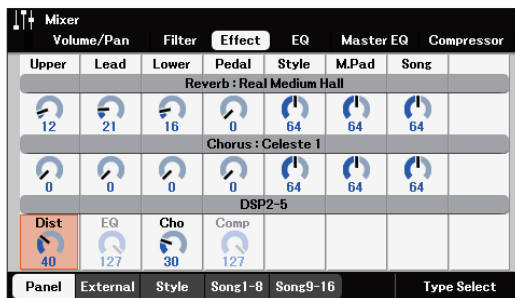 Mixer
Volume/Pan Filter Effect EQ Master EQ Compressor
Upper Lead Lower Pedal Style M.Pad Song
Reverb : Real Medium Hall
12 21 16 0 64 64 64
Chorus : Celeste 1
0 0 0 0 64 64 64
DSP2-5
Dist EQ Cho Comp
40 127 30 127
Panel External Style Song1-8 Song9-16 Type Select